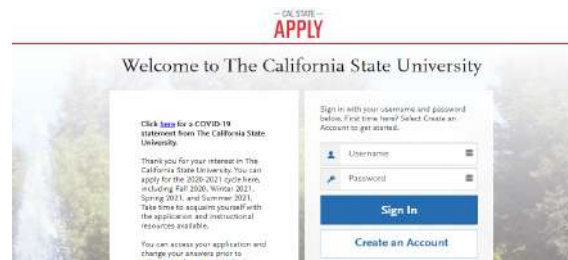 CAL STATE
APPLY
Welcome to The California State University
Click here for a COVID-19
statement from The California State
University.
Thank you for your interest in The
California State University. You can
apply for the 2020-2021 cycle here,
including Fall 2020, Winter 2021,
Spring 2021, and Summer 2021.
Take time to acquaint yourself with
the application and instructional
resources available.
You can access your application and
change your answers prior to
Sign in with your username and password
below. First time here? Select Create an
Account to get started.
Username
Password
Sign In
Create an Account